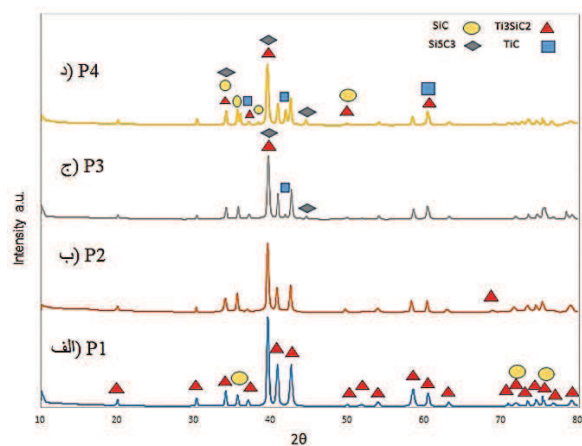 SiC Ti3SiC2
Si5C3 TiC
د) P4
ج) P3
ب) P2
الف) P1
Intensity a.u.
10 20 30 40 50 60 70 80
2θ